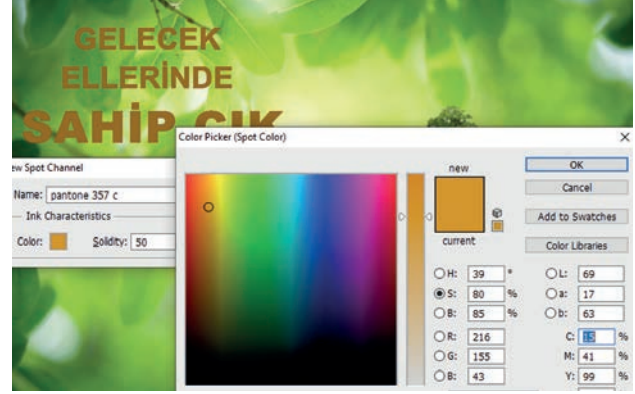 GELECEK
ELLERİNDE
SAHİP ÇIK
Color Picker (Spot Color)
ew Spot Channel
Name: pantone 357 c
Ink Characteristics
Color: Solidity: 50
new
current
OK
Cancel
Add to Swatches
Color Libraries
H: 39 °
S: 80 %
B: 85 %
R: 216
G: 155
B: 43
L: 69
a: 17
b: 63
C: 15 %
M: 41 %
Y: 99 %